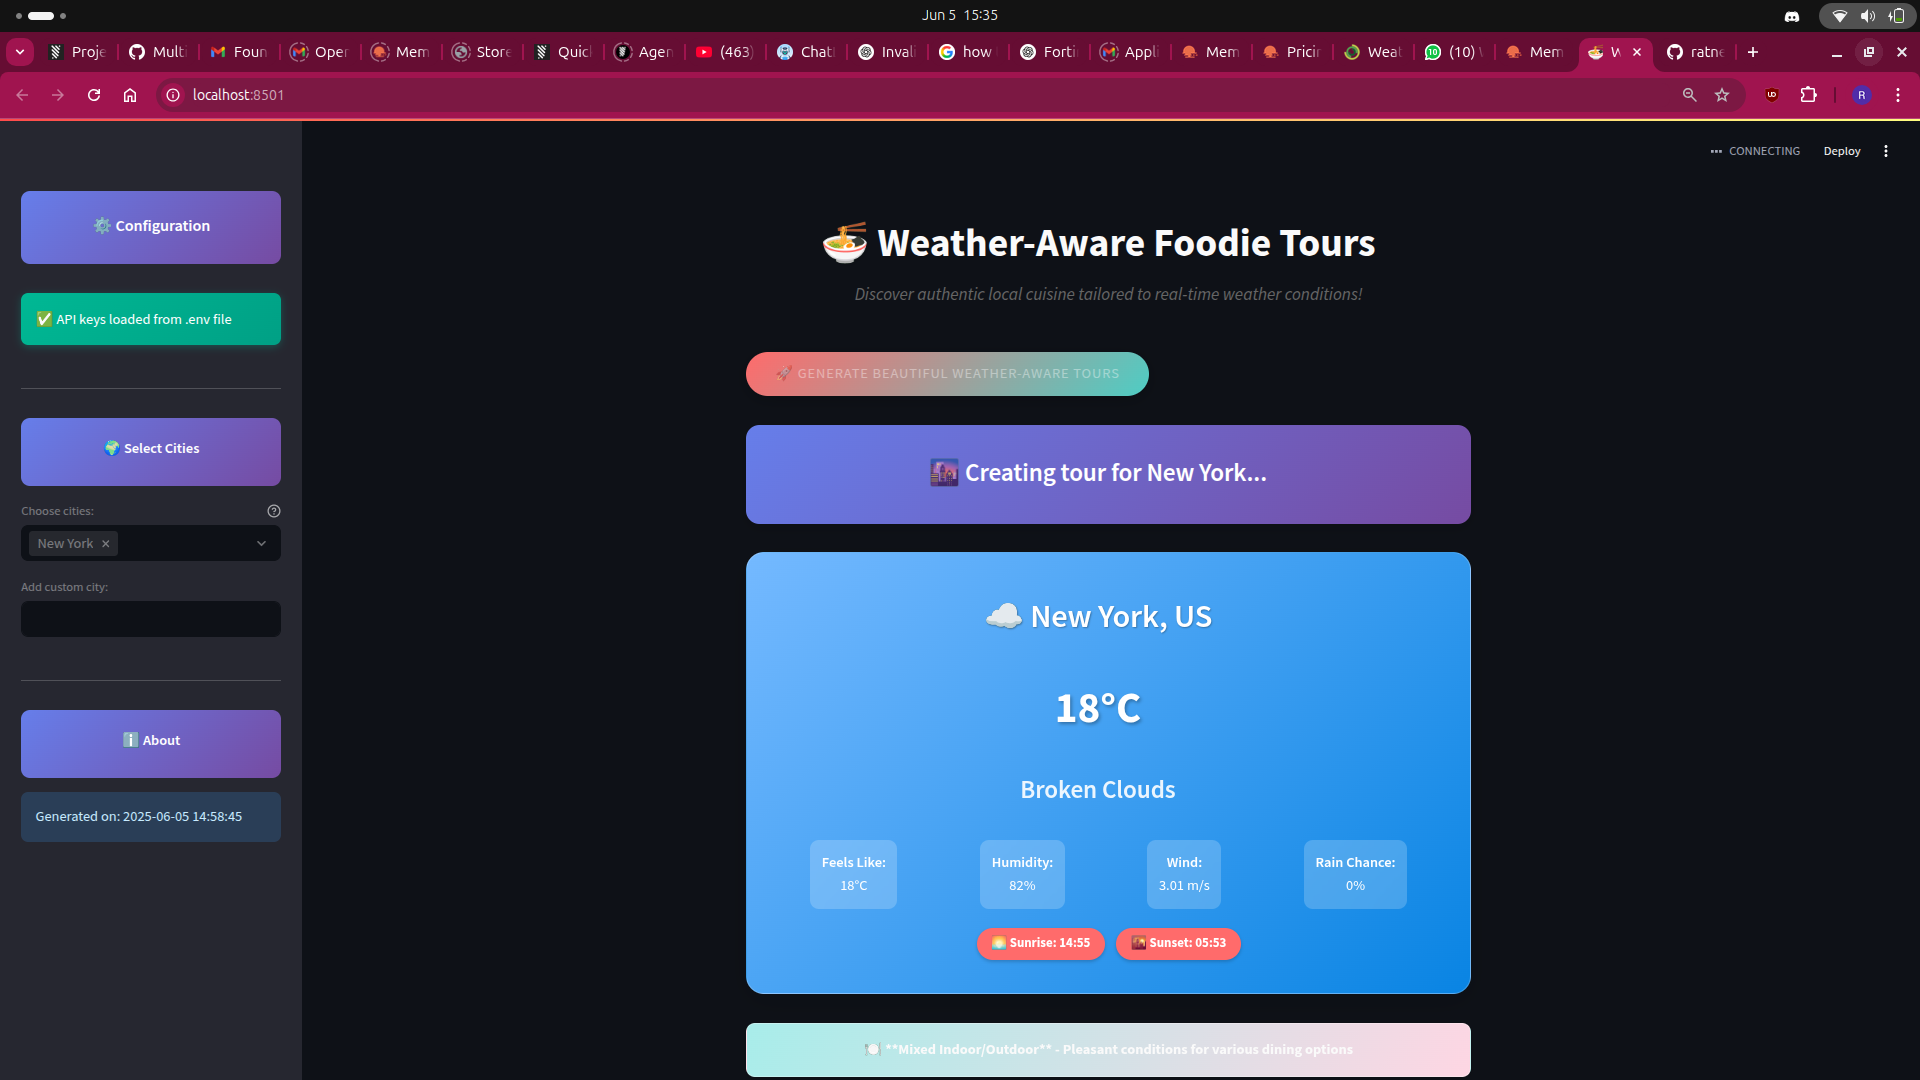 Jun 5 15:35
Proje
Multi
Foun
Oper
Mem
Store
Quick
Agen
(463)
Chat
Invali
how
Forti
Appli
Mem
Pricin
Weat
(10)
Mem
W
ratne
localhost:8501
R
CONNECTING
Deploy
⚙️ Configuration
✅ API keys loaded from .env file
🌍 Select Cities
Choose cities:
New York
Add custom city:
ℹ️ About
Generated on: 2025-06-05 14:58:45
🍜 Weather-Aware Foodie Tours
Discover authentic local cuisine tailored to real-time weather conditions!
🚀 GENERATE BEAUTIFUL WEATHER-AWARE TOURS
🌆 Creating tour for New York...
☁️ New York, US
18°C
Broken Clouds
Feels Like:
18°C
Humidity:
82%
Wind:
3.01 m/s
Rain Chance:
0%
🌅 Sunrise: 14:55
🌇 Sunset: 05:53
🍽️ **Mixed Indoor/Outdoor** - Pleasant conditions for various dining options